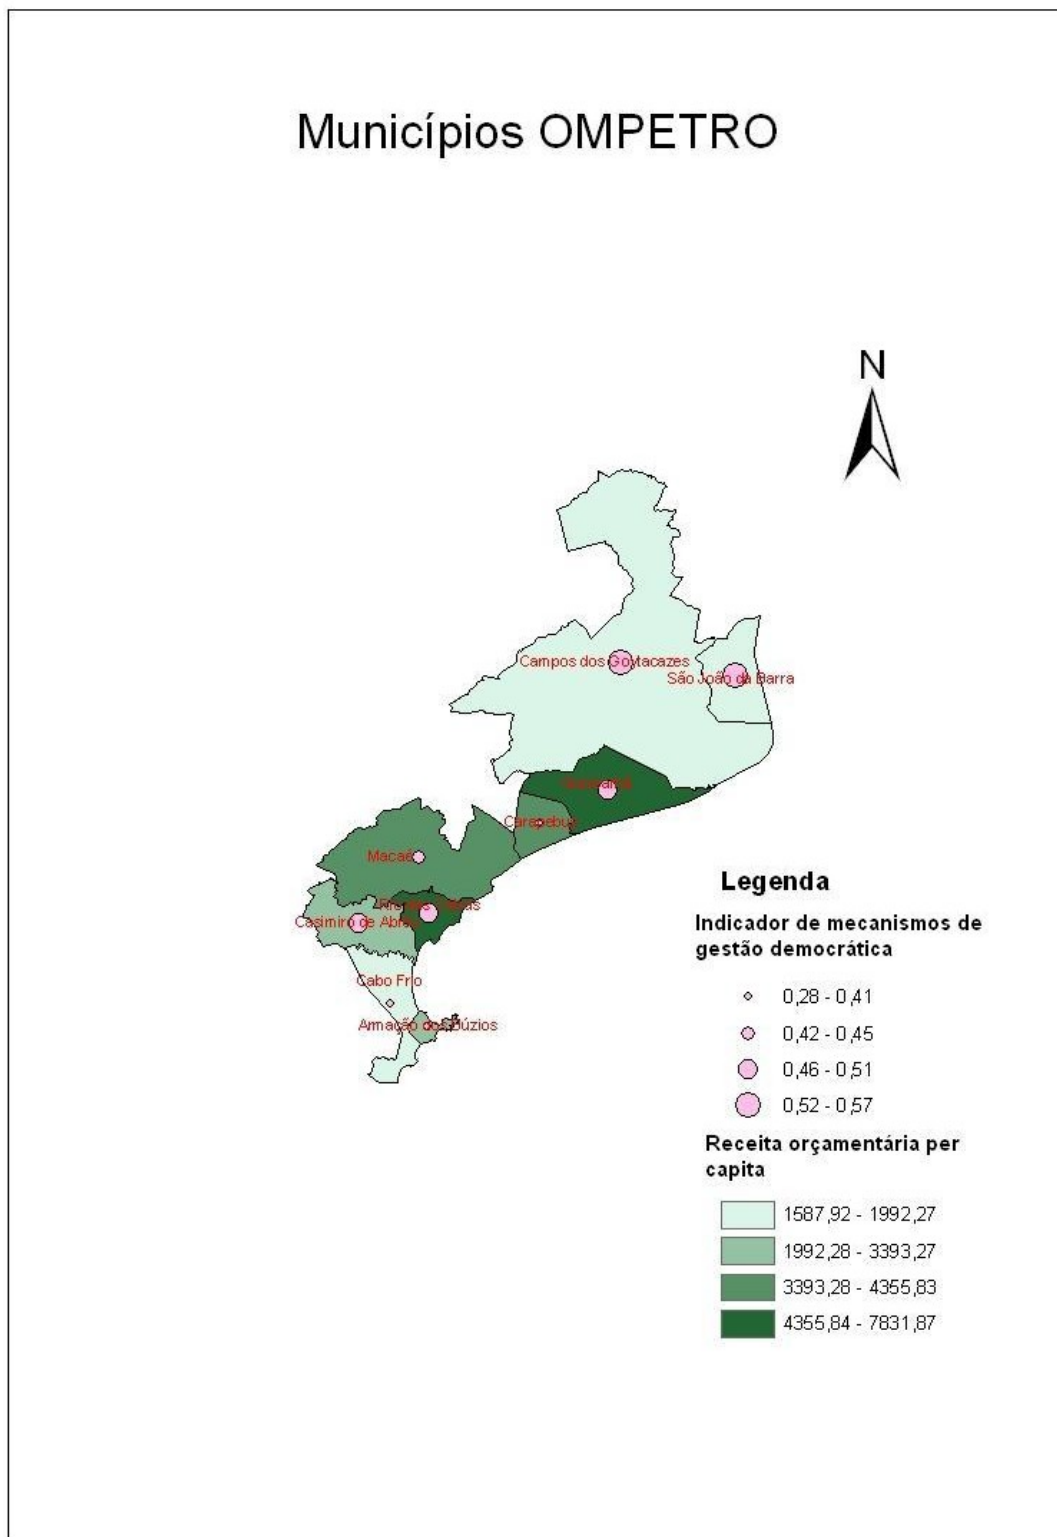 Municípios OMPETRO
N
Campos dos Goytacazes
São João da Barra
Carapebus
Macaé
Casimiro de Abreu
Cabo Frio
Armação dos Búzios
Legenda
Indicador de mecanismos de
gestão democrática
0,28 - 0,41
0,42 - 0,45
0,46 - 0,51
0,52 - 0,57
Receita orçamentária per
capita
1587,92 - 1992,27
1992,28 - 3393,27
3393,28 - 4355,83
4355,84 - 7831,87